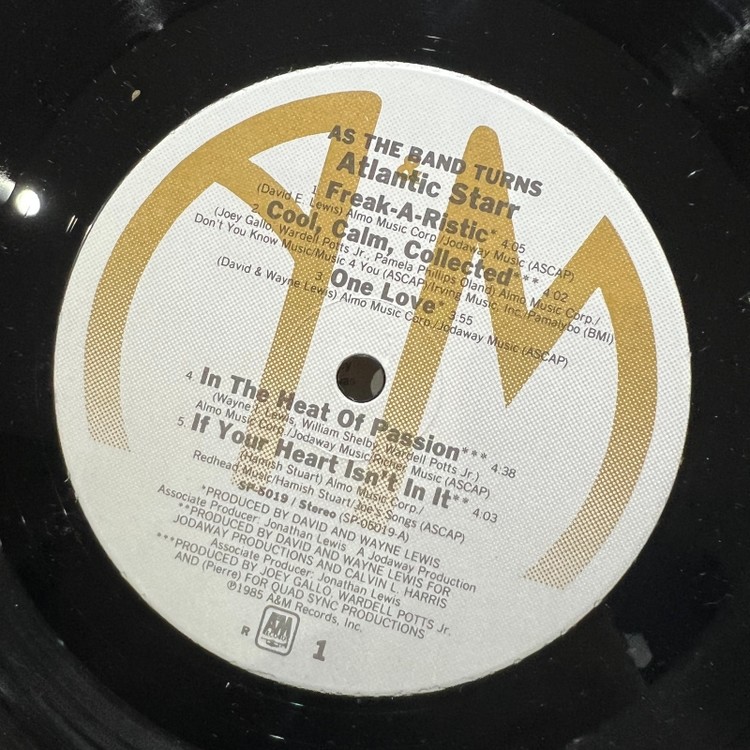 AS THE BAND TURNS
Atlantic Starr
1. Freak-A-Ristic* 4:05
(David E. Lewis) Almo Music Corp./Jodaway Music (ASCAP)
2. Cool, Calm, Collected*** 4:02
(Joey Gallo, Wardell Potts Jr., Pamela Phillips Oland) Almo Music Corp./
Don't You Know Music/Music 4 You (ASCAP)/Irving Music, Inc./Pamalybo (BMI)
3. One Love* 3:55
(David & Wayne Lewis) Almo Music Corp./Jodaway Music (ASCAP)
4. In The Heat Of Passion*** 4:38
(Wayne I. Lewis, William Shelby, Wardell Potts Jr.)
Almo Music Corp./Jodaway Music/Richer Music (ASCAP)
5. If Your Heart Isn't In It** 4:03
(Hamish Stuart) Almo Music Corp./
Redhead Music/Hamish Stuart/Joe's Songs (ASCAP)
SP-5019 / Stereo (SP-05019-A)
*PRODUCED BY DAVID AND WAYNE LEWIS
Associate Producer: Jonathan Lewis A Jodaway Production
**PRODUCED BY DAVID AND WAYNE LEWIS FOR
JODAWAY PRODUCTIONS AND CALVIN L. HARRIS
Associate Producer: Jonathan Lewis
***PRODUCED BY JOEY GALLO, WARDELL POTTS Jr.
AND (Pierre) FOR QUAD SYNC PRODUCTIONS
℗1985 A&M Records, Inc.
R A&M 1